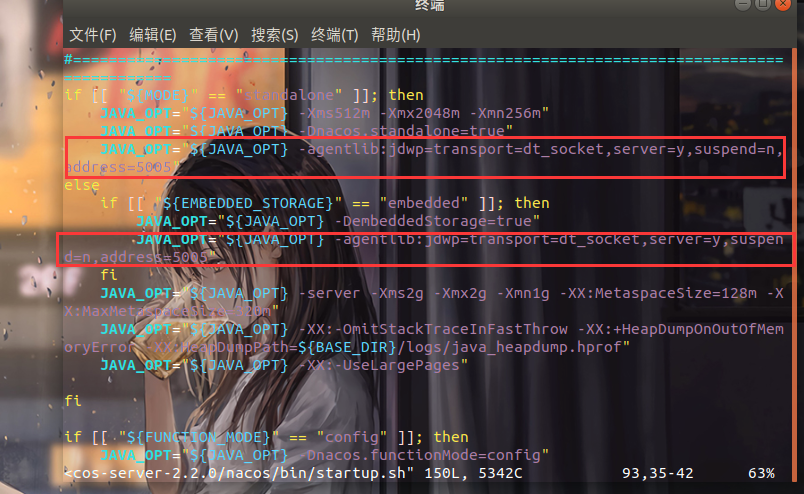 终端
文件(F) 编辑(E) 查看(V) 搜索(S) 终端(T) 帮助(H)
#===============================================================================
============
if [[ "${MODE}" == "standalone" ]]; then
JAVA_OPT="${JAVA_OPT} -Xms512m -Xmx2048m -Xmn256m"
JAVA_OPT="${JAVA_OPT} -Dnacos.standalone=true"
JAVA_OPT="${JAVA_OPT} -agentlib:jdwp=transport=dt_socket,server=y,suspend=n,
address=5005"
else
if [[ "${EMBEDDED_STORAGE}" == "embedded" ]]; then
JAVA_OPT="${JAVA_OPT} -DembeddedStorage=true"
JAVA_OPT="${JAVA_OPT} -agentlib:jdwp=transport=dt_socket,server=y,suspen
d=n,address=5005"
fi
JAVA_OPT="${JAVA_OPT} -server -Xms2g -Xmx2g -Xmn1g -XX:MetaspaceSize=128m -X
X:MaxMetaspaceSize=320m"
JAVA_OPT="${JAVA_OPT} -XX:-OmitStackTraceInFastThrow -XX:+HeapDumpOnOutOfMem
oryError -XX:HeapDumpPath=${BASE_DIR}/logs/java_heapdump.hprof"
JAVA_OPT="${JAVA_OPT} -XX:-UseLargePages"
fi
if [[ "${FUNCTION_MODE}" == "config" ]]; then
JAVA_OPT="${JAVA_OPT} -Dnacos.functionMode=config"
<cos-server-2.2.0/nacos/bin/startup.sh" 150L, 5342C 93,35-42 63%